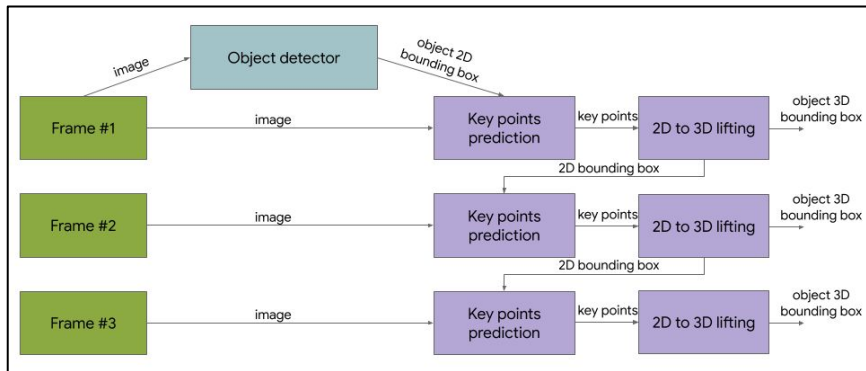 image
Object detector
object 2D
bounding box
Frame #1
image
Key points
prediction
key points
2D to 3D lifting
object 3D
bounding box
2D bounding box
Frame #2
image
Key points
prediction
key points
2D to 3D lifting
object 3D
bounding box
2D bounding box
Frame #3
image
Key points
prediction
key points
2D to 3D lifting
object 3D
bounding box